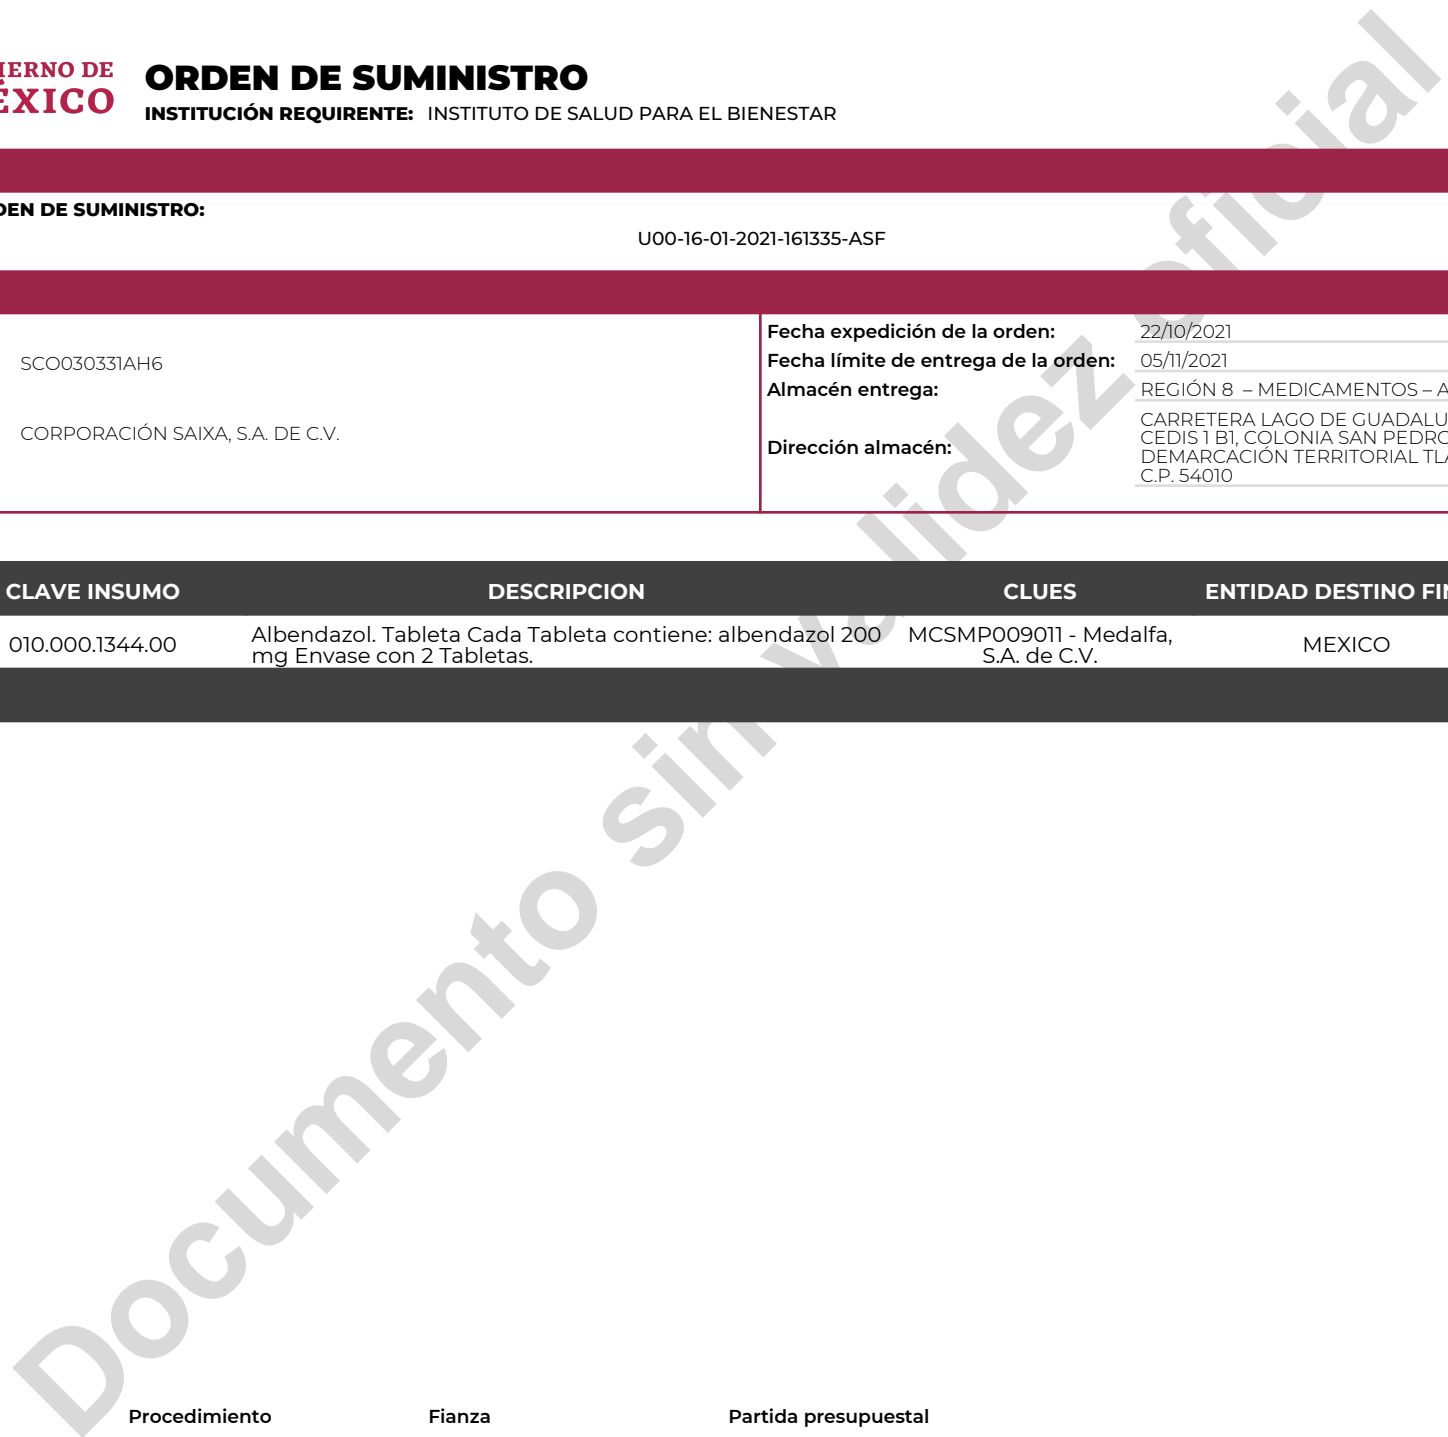 IERNO DE
ÉXICO
ORDEN DE SUMINISTRO
INSTITUCIÓN REQUIRENTE: INSTITUTO DE SALUD PARA EL BIENESTAR
DEN DE SUMINISTRO:
U00-16-01-2021-161335-ASF
SCO030331AH6
CORPORACIÓN SAIXA, S.A. DE C.V.
Fecha expedición de la orden: 22/10/2021
Fecha límite de entrega de la orden: 05/11/2021
Almacén entrega: REGIÓN 8 – MEDICAMENTOS – A
Dirección almacén:
CARRETERA LAGO DE GUADALU
CEDIS 1 B1, COLONIA SAN PEDRO
DEMARCACIÓN TERRITORIAL TLA
C.P. 54010
CLAVE INSUMO DESCRIPCION CLUES ENTIDAD DESTINO FIN
010.000.1344.00
Albendazol. Tableta Cada Tableta contiene: albendazol 200
mg Envase con 2 Tabletas.
MCSMP009011 - Medalfa,
S.A. de C.V.
MEXICO
Documento sin validez oficial
Procedimiento Fianza Partida presupuestal